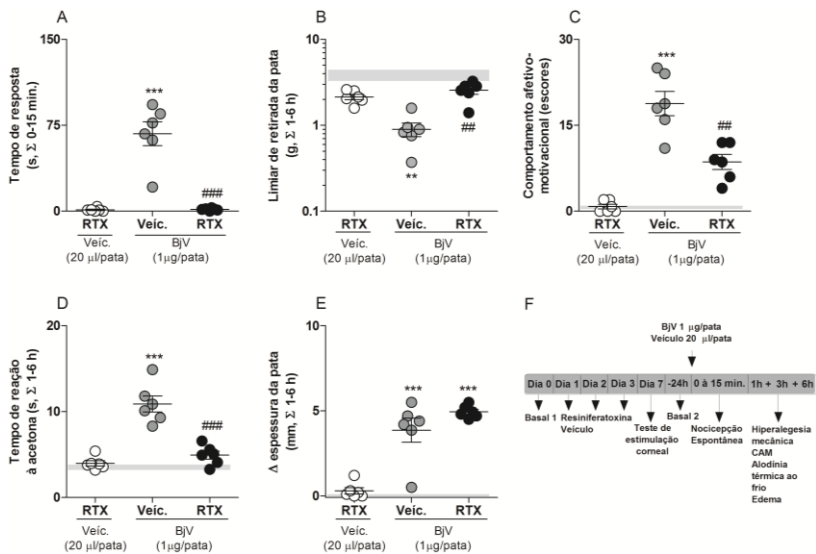 A
Tempo de resposta
(s, Σ 0-15 min.)
150
75
0
***
###
RTX
Veíc.
RTX
Veíc.
(20 µl/pata)
BjV
(1µg/pata)
B
Limiar de retirada da pata
(g, Σ 1-6 h)
10
1
0.1
**
##
RTX
Veíc.
RTX
Veíc.
(20 µl/pata)
BjV
(1µg/pata)
C
Comportamento afetivo-
motivacional (escores)
30
15
0
***
##
RTX
Veíc.
RTX
Veíc.
(20 µl/pata)
BjV
(1µg/pata)
D
Tempo de reação
à acetona (s, Σ 1-6 h)
20
10
0
***
###
RTX
Veíc.
RTX
Veíc.
(20 µl/pata)
BjV
(1µg/pata)
E
Δ espessura da pata
(mm, Σ 1-6 h)
10
5
0
***
***
RTX
Veíc.
RTX
Veíc.
(20 µl/pata)
BjV
(1µg/pata)
F
BjV 1 µg/pata
Veículo 20 µl/pata
Dia 0 Dia 1 Dia 2 Dia 3 Dia 7 -24h 0 à 15 min. 1h + 3h + 6h
Basal 1
Resiniferatoxina
Veículo
Teste de
estimulação
corneal
Basal 2
Nocicepção
Espontânea
Hiperalegesia
mecânica
CAM
Alodínia
térmica ao
frio
Edema